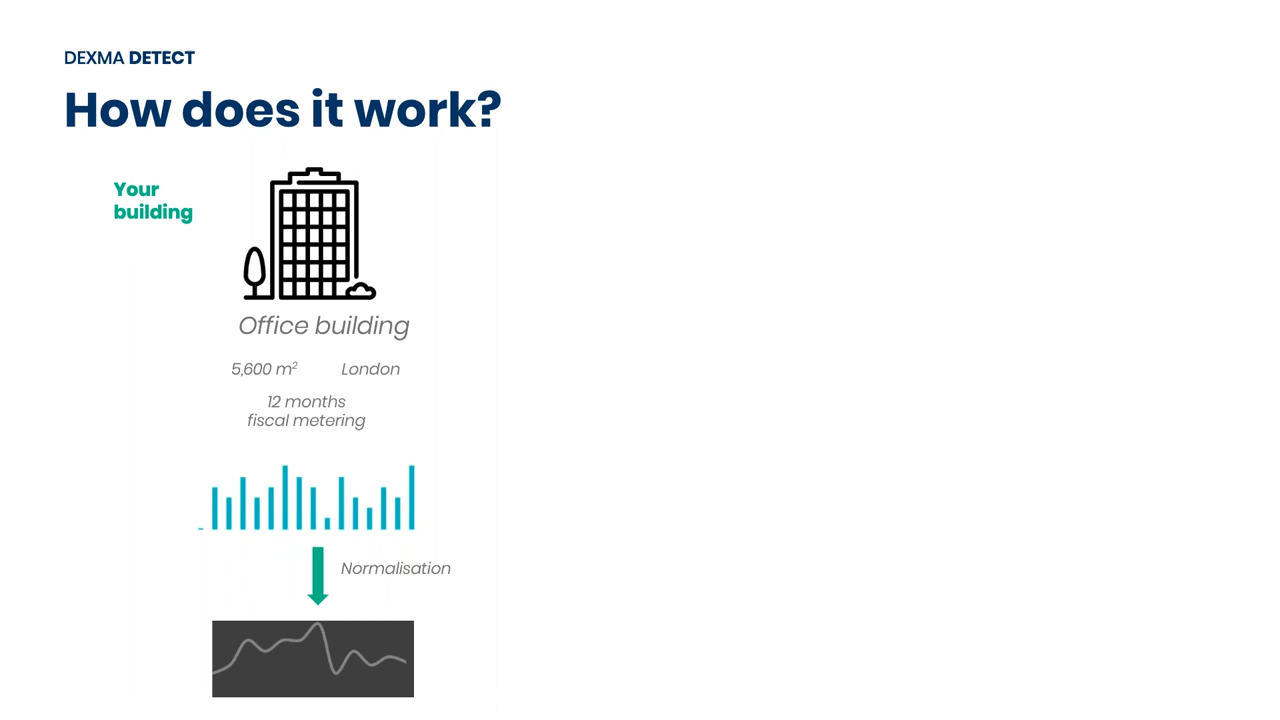 DEXMA DETECT
How does it work?
Your
building
Office building
5,600 m² London
12 months
fiscal metering
Normalisation